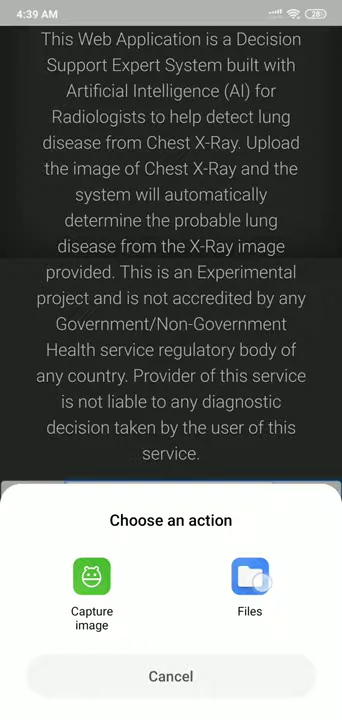 4:39 AM
28
This Web Application is a Decision
Support Expert System built with
Artificial Intelligence (AI) for
Radiologists to help detect lung
disease from Chest X-Ray. Upload
the image of Chest X-Ray and the
system will automatically
determine the probable lung
disease from the X-Ray image
provided. This is an Experimental
project and is not accredited by any
Government/Non-Government
Health service regulatory body of
any country. Provider of this service
is not liable to any diagnostic
decision taken by the user of this
service.
Choose an action
Capture
image
Files
Cancel